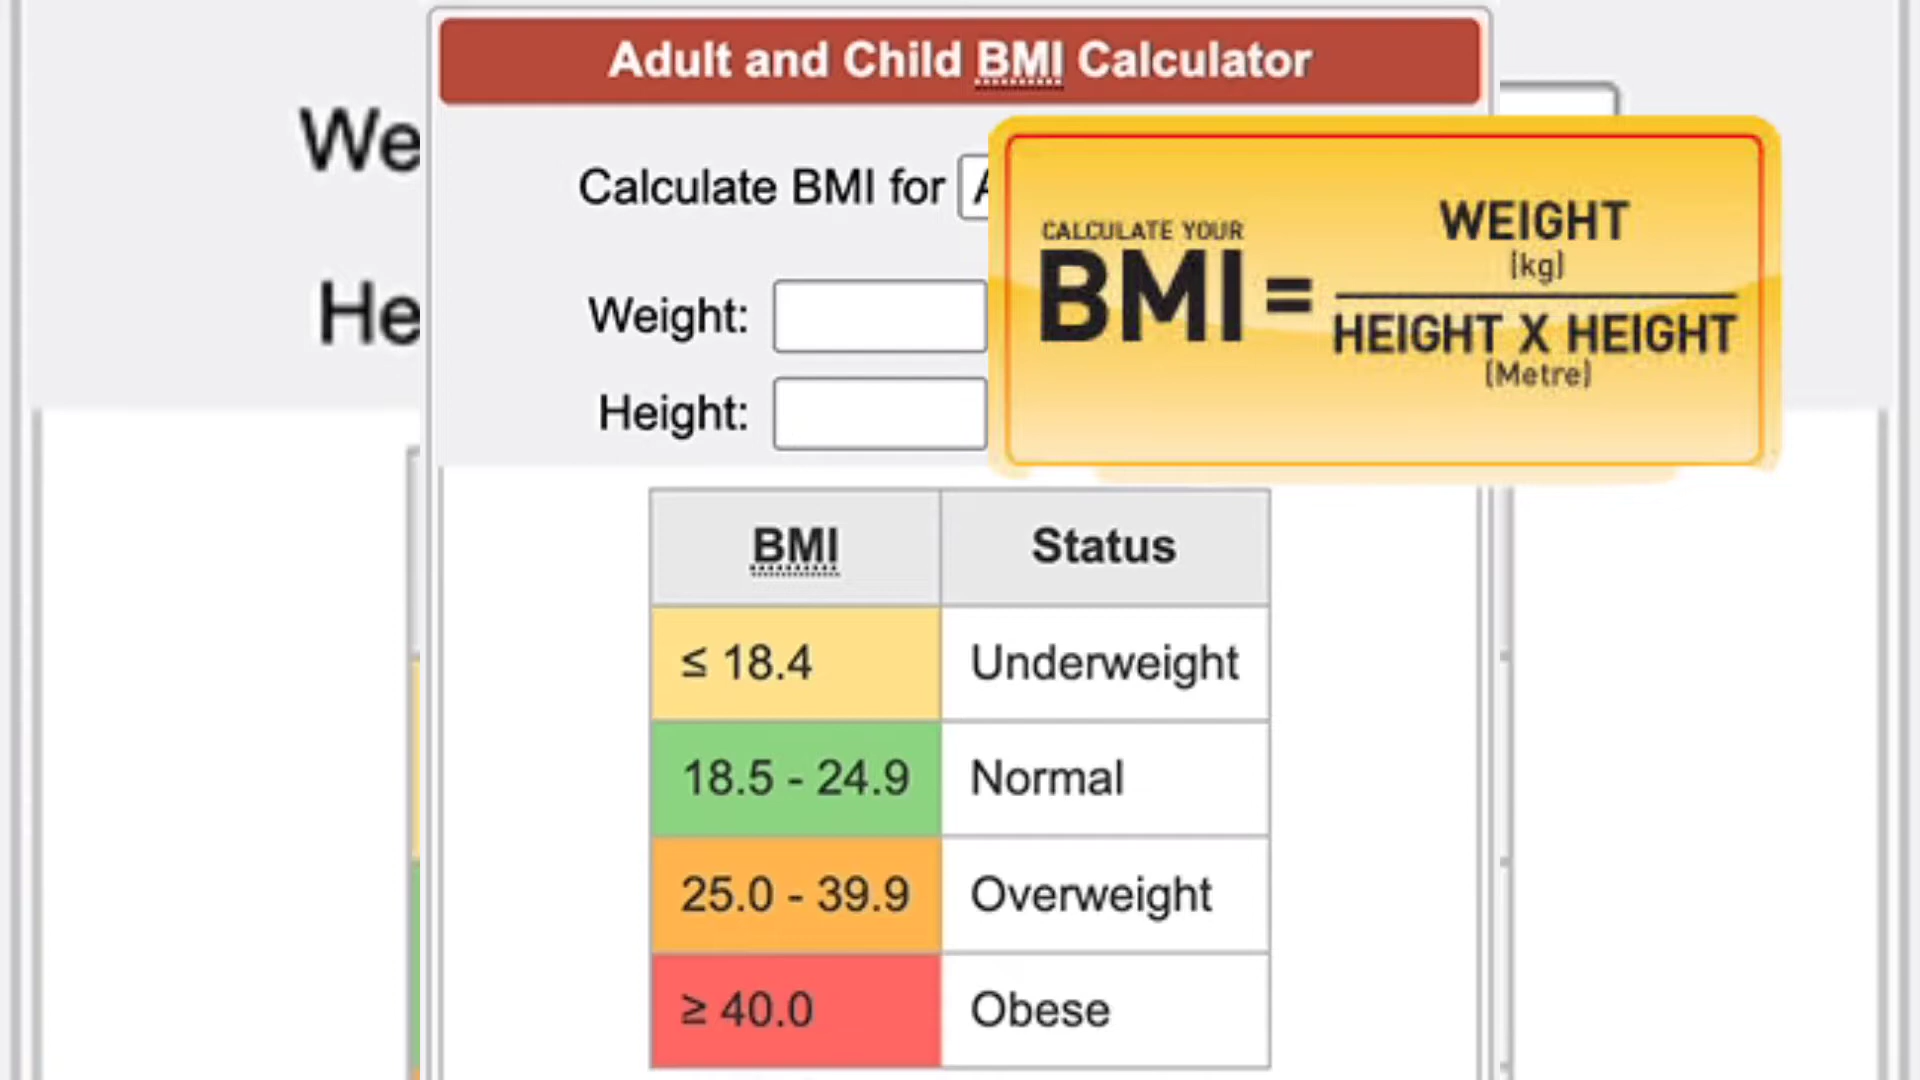 Adult and Child BMI Calculator
We
Calculate BMI for
CALCULATE YOUR
BMI =
WEIGHT
(kg)
HEIGHT X HEIGHT
(Metre)
He
Weight:
Height:
BMI Status
≤ 18.4 Underweight
18.5 - 24.9 Normal
25.0 - 39.9 Overweight
≥ 40.0 Obese